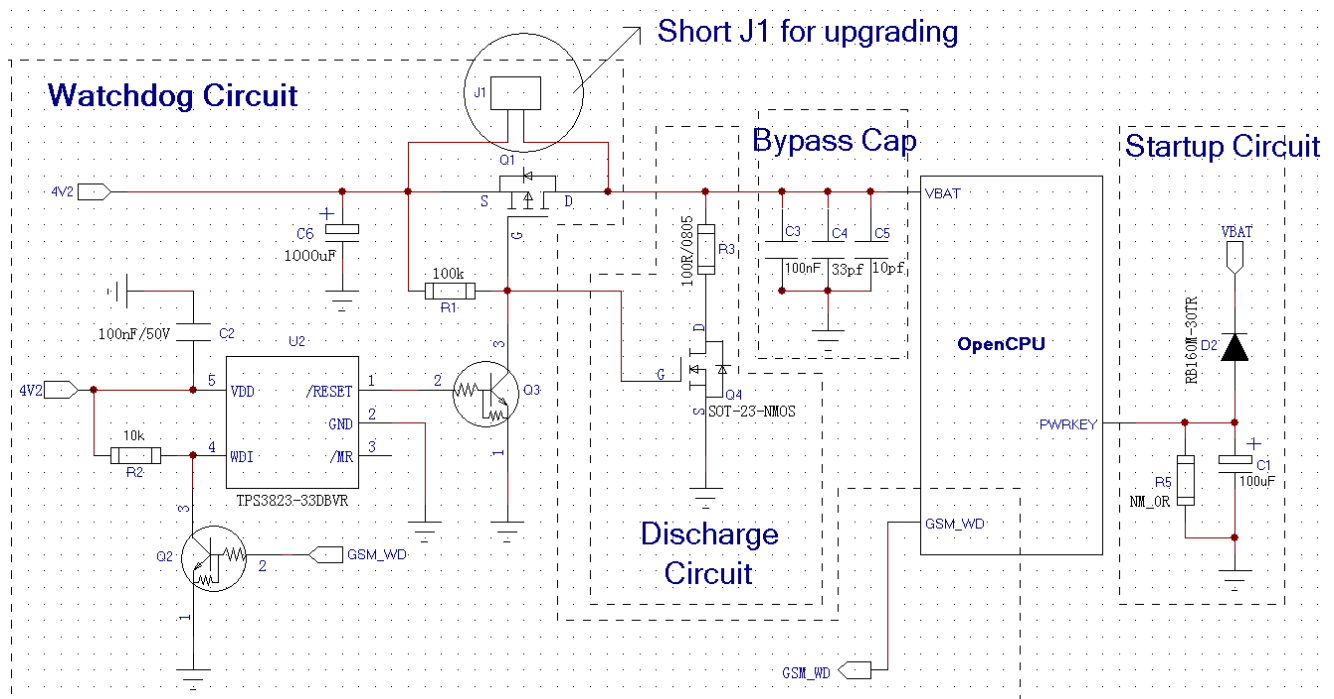 Short J1 for upgrading
Watchdog Circuit
J1
Bypass Cap
Startup Circuit
Q1
4V2
S
D
VBAT
C6
+
1000uF
G
100R/0805
R3
C3
C4
C5
100nF
33pf
10pf
VBAT
100k
R1
100nF/50V
C2
U2
3
D
OpenCPU
RB160M-30TR
D2
4V2
5
VDD
/RESET
1
2
Q3
G
Q4
GND
2
S
SOT-23-NMOS
PWRKEY
10k
R2
4
WDI
/MR
3
1
+
C1
R5
100uF
NM_0R
TPS3823-33DBVR
3
Discharge
Circuit
GSM_WD
Q2
2
GSM_WD
1
GSM_WD